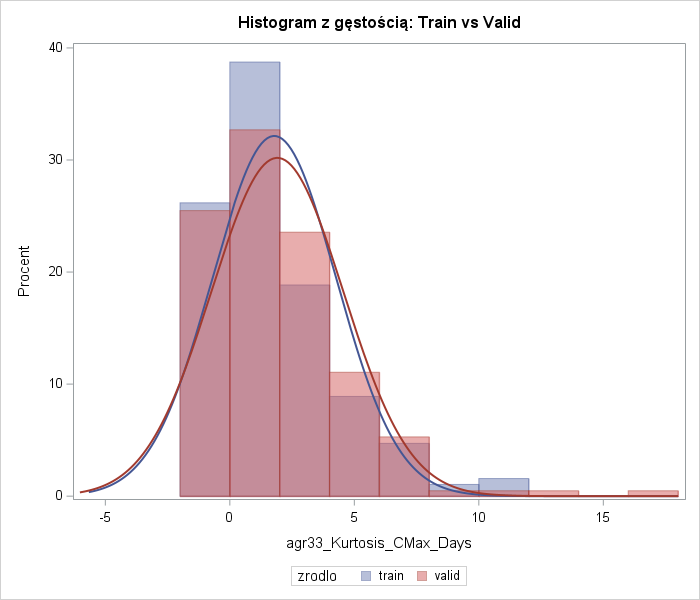 Histogram z gęstością: Train vs Valid
40
30
20
10
0
Procent
-5 0 5 10 15
agr33_Kurtosis_CMax_Days
zrodlo train valid